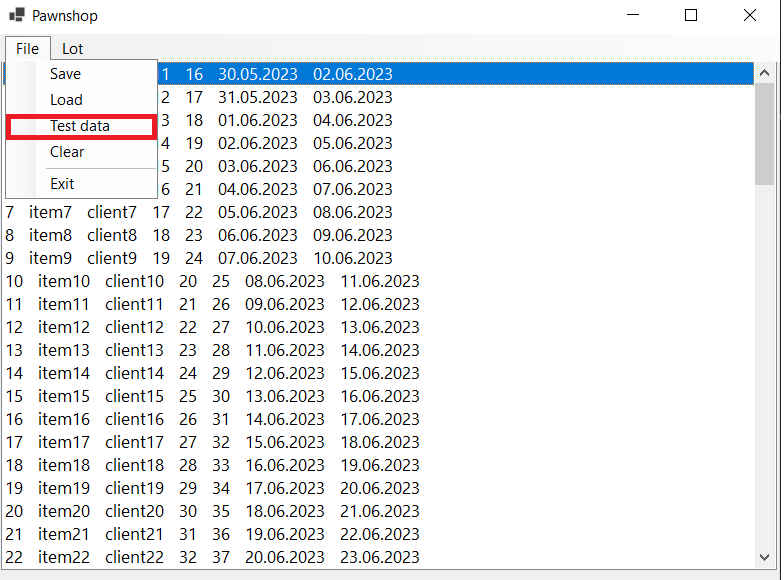 Pawnshop
File Lot
Save
Load
Test data
Clear
Exit
1 16 30.05.2023 02.06.2023
2 17 31.05.2023 03.06.2023
3 18 01.06.2023 04.06.2023
4 19 02.06.2023 05.06.2023
5 20 03.06.2023 06.06.2023
6 21 04.06.2023 07.06.2023
7 item7 client7 17 22 05.06.2023 08.06.2023
8 item8 client8 18 23 06.06.2023 09.06.2023
9 item9 client9 19 24 07.06.2023 10.06.2023
10 item10 client10 20 25 08.06.2023 11.06.2023
11 item11 client11 21 26 09.06.2023 12.06.2023
12 item12 client12 22 27 10.06.2023 13.06.2023
13 item13 client13 23 28 11.06.2023 14.06.2023
14 item14 client14 24 29 12.06.2023 15.06.2023
15 item15 client15 25 30 13.06.2023 16.06.2023
16 item16 client16 26 31 14.06.2023 17.06.2023
17 item17 client17 27 32 15.06.2023 18.06.2023
18 item18 client18 28 33 16.06.2023 19.06.2023
19 item19 client19 29 34 17.06.2023 20.06.2023
20 item20 client20 30 35 18.06.2023 21.06.2023
21 item21 client21 31 36 19.06.2023 22.06.2023
22 item22 client22 32 37 20.06.2023 23.06.2023